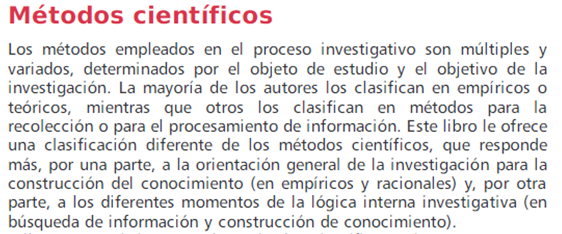 Métodos científicos
Los métodos empleados en el proceso investigativo son múltiples y
variados, determinados por el objeto de estudio y el objetivo de la
investigación. La mayoría de los autores los clasifican en empíricos o
teóricos, mientras que otros los clasifican en métodos para la
recolección o para el procesamiento de información. Este libro le ofrece
una clasificación diferente de los métodos científicos, que responde
más, por una parte, a la orientación general de la investigación para la
construcción del conocimiento (en empíricos y racionales) y, por otra
parte, a los diferentes momentos de la lógica interna investigativa (en
búsqueda de información y construcción de conocimiento).